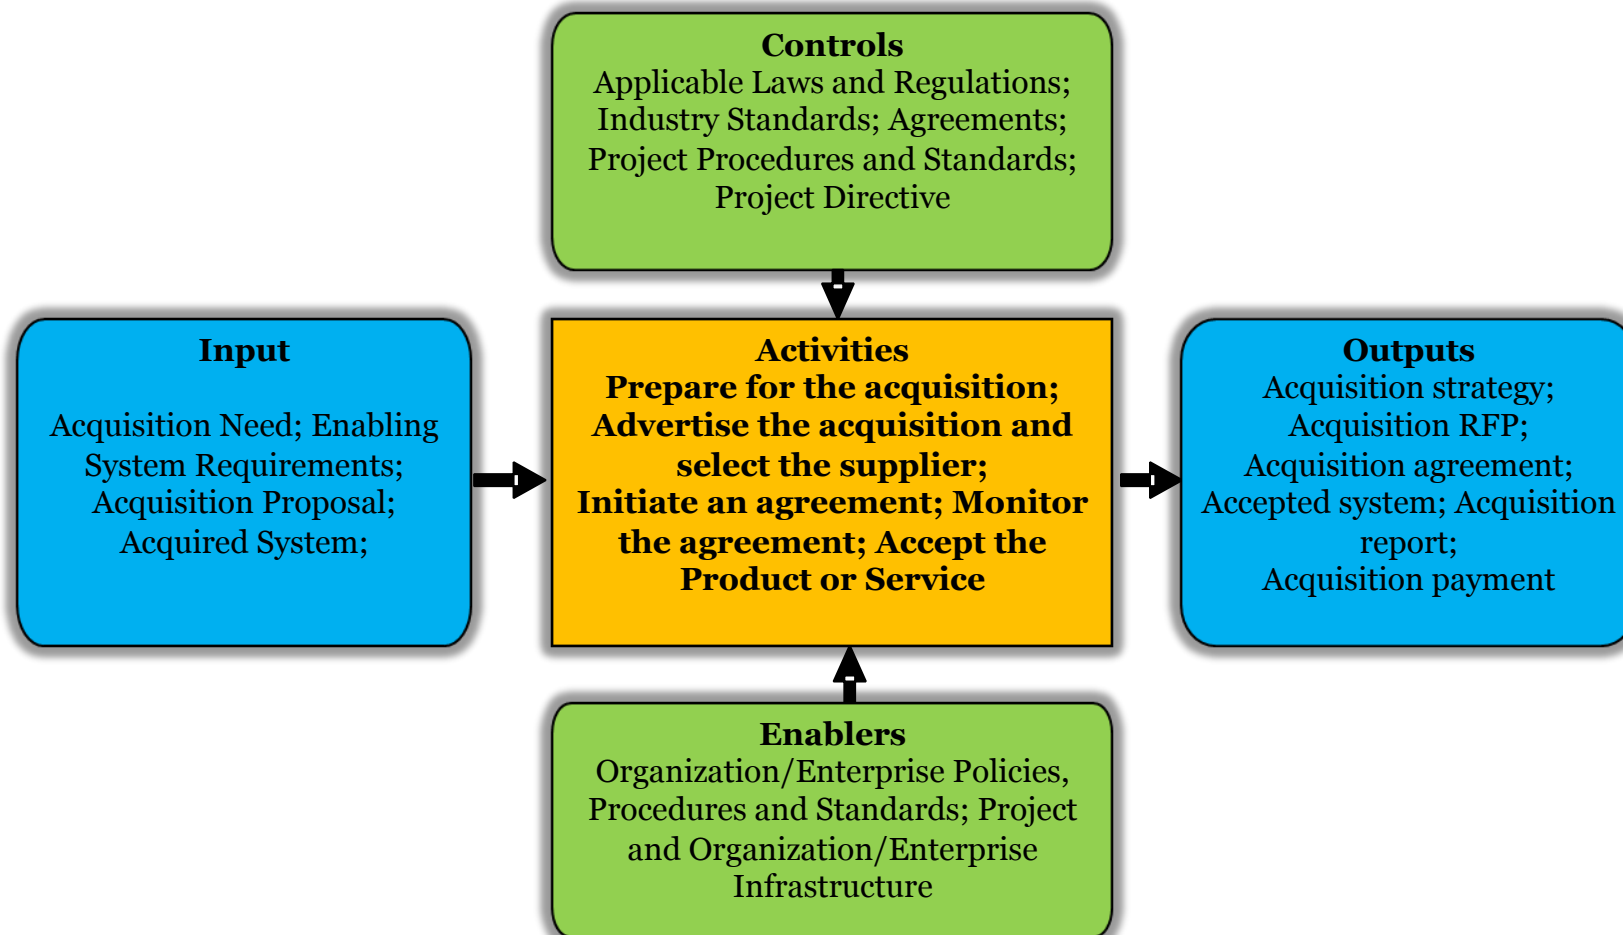 Controls
Applicable Laws and Regulations;
Industry Standards; Agreements;
Project Procedures and Standards;
Project Directive
Input
Acquisition Need; Enabling
System Requirements;
Acquisition Proposal;
Acquired System;
Activities
Prepare for the acquisition;
Advertise the acquisition and
select the supplier;
Initiate an agreement; Monitor
the agreement; Accept the
Product or Service
Outputs
Acquisition strategy;
Acquisition RFP;
Acquisition agreement;
Accepted system; Acquisition
report;
Acquisition payment
Enablers
Organization/Enterprise Policies,
Procedures and Standards; Project
and Organization/Enterprise
Infrastructure